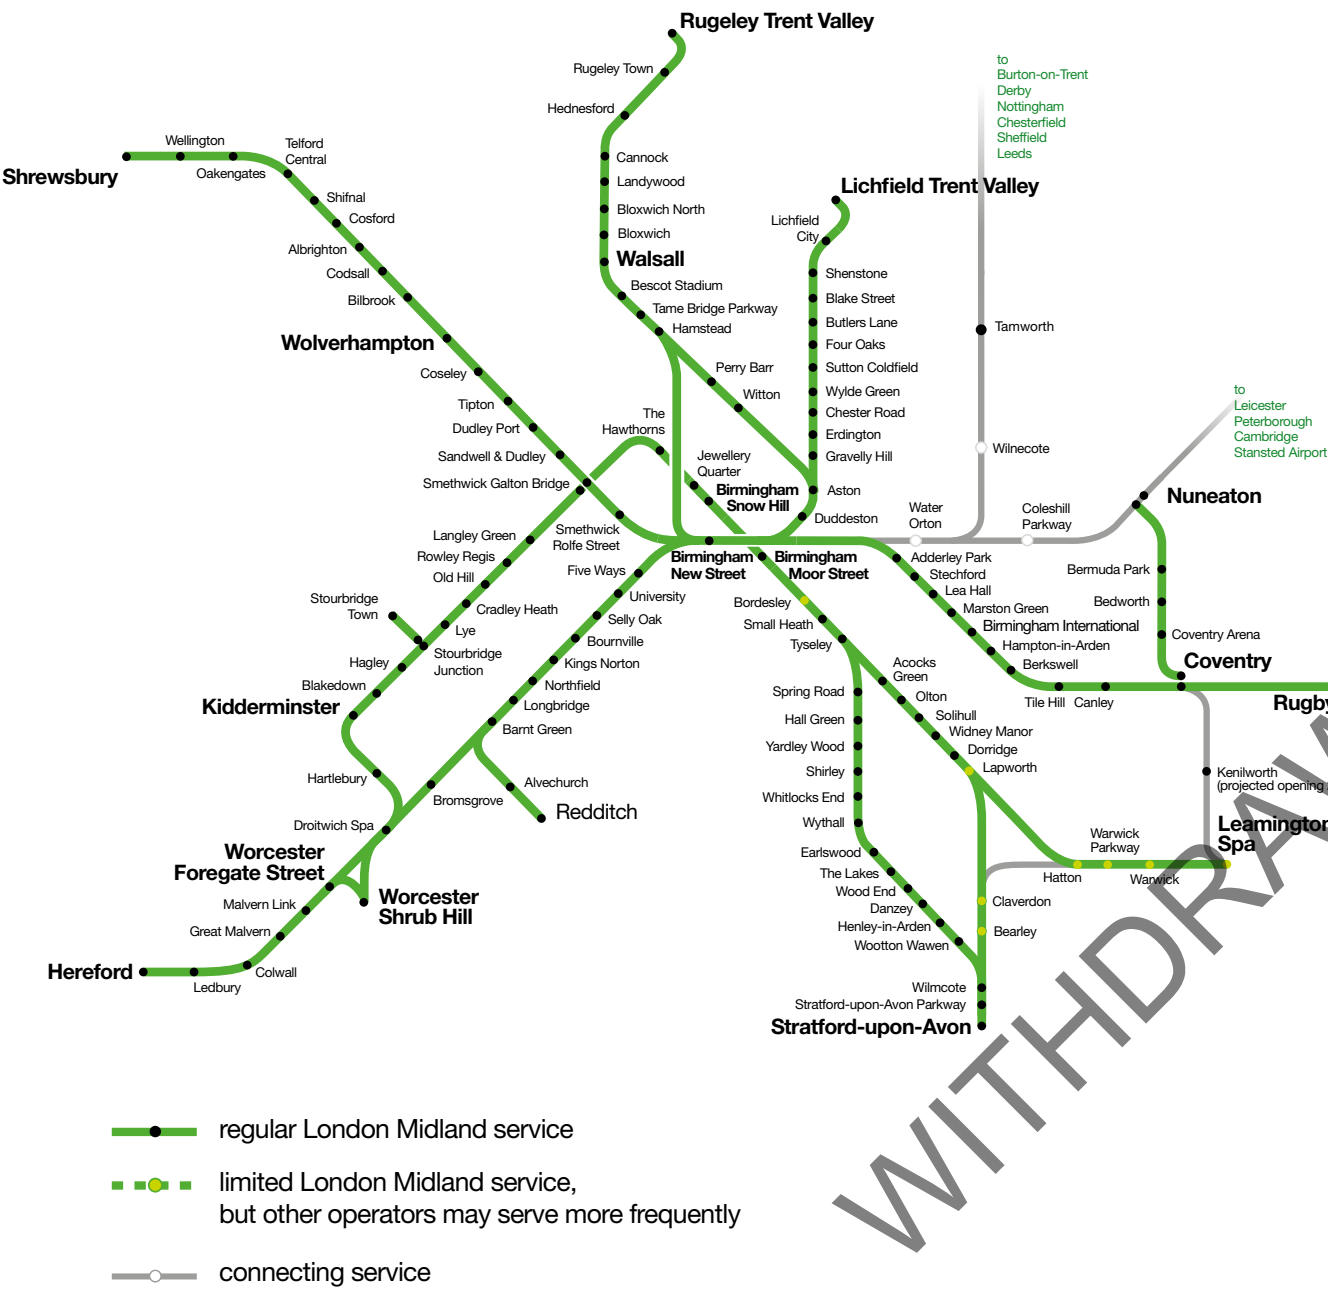 Rugeley Trent Valley
Rugeley Town
Hednesford
Cannock
Landywood
Bloxwich North
Bloxwich
Walsall
Bescot Stadium
Tame Bridge Parkway
Hamstead
Perry Barr
Witton
to
Burton-on-Trent
Derby
Nottingham
Chesterfield
Sheffield
Leeds
Lichfield Trent Valley
Lichfield
City
Shenstone
Blake Street
Butlers Lane
Four Oaks
Sutton Coldfield
Wylde Green
Chester Road
Erdington
Gravelly Hill
Aston
Duddeston
Tamworth
Wilnecote
Water
Orton
Coleshill
Parkway
to
Leicester
Peterborough
Cambridge
Stansted Airport
Nuneaton
Bermuda Park
Bedworth
Coventry Arena
Coventry
Wellington
Shrewsbury
Oakengates
Telford
Central
Shifnal
Cosford
Albrighton
Codsall
Bilbrook
Wolverhampton
Coseley
Tipton
Dudley Port
Sandwell & Dudley
Smethwick Galton Bridge
Smethwick
Rolfe Street
The
Hawthorns
Jewellery
Quarter
Birmingham
Snow Hill
Birmingham
New Street
Birmingham
Moor Street
Langley Green
Rowley Regis
Old Hill
Cradley Heath
Lye
Stourbridge
Town
Stourbridge
Junction
Hagley
Blakedown
Kidderminster
Hartlebury
Droitwich Spa
Five Ways
University
Selly Oak
Bournville
Kings Norton
Northfield
Longbridge
Barnt Green
Alvechurch
Redditch
Bromsgrove
Worcester
Foregate Street
Worcester
Shrub Hill
Malvern Link
Great Malvern
Colwall
Ledbury
Hereford
Adderley Park
Stechford
Lea Hall
Marston Green
Birmingham International
Hampton-in-Arden
Berkswell
Tile Hill
Canley
Rugby
Kenilworth
(projected opening
Leamington
Spa
Bordesley
Small Heath
Tyseley
Acocks
Green
Olton
Solihull
Widney Manor
Dorridge
Lapworth
Spring Road
Hall Green
Yardley Wood
Shirley
Whitlocks End
Wythall
Earlswood
The Lakes
Wood End
Danzey
Henley-in-Arden
Wootton Wawen
Warwick
Parkway
Hatton
Warwick
Claverdon
Bearley
Wilmcote
Stratford-upon-Avon Parkway
Stratford-upon-Avon
regular London Midland service
limited London Midland service,
but other operators may serve more frequently
connecting service
WITHDRAW